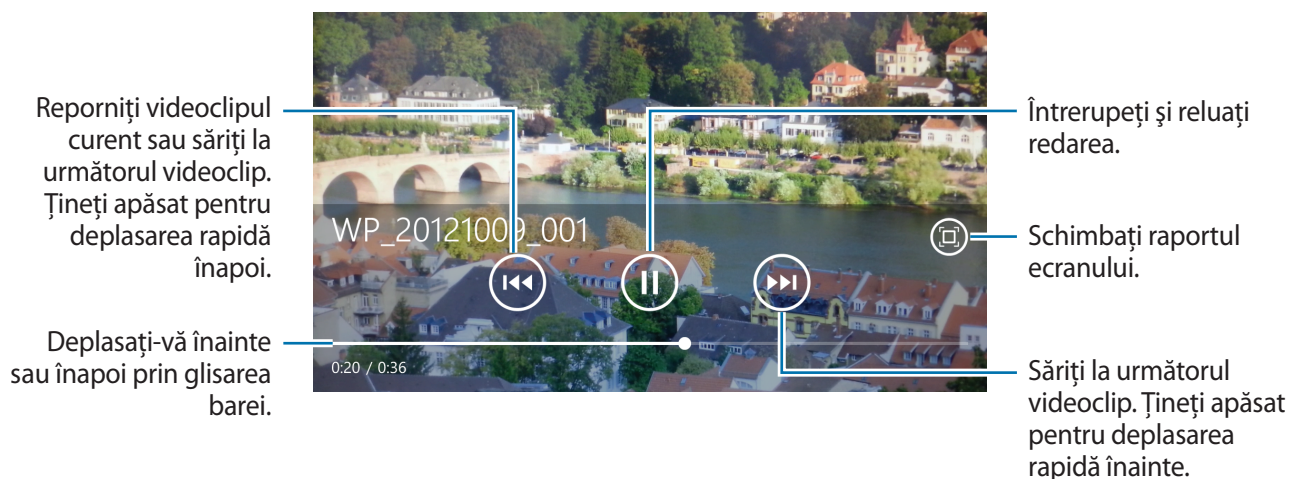 Reporniți videoclipul
curent sau săriți la
următorul videoclip.
Țineți apăsat pentru
deplasarea rapidă
înapoi.
Deplasați-vă înainte
sau înapoi prin glisarea
barei.
WP_20121009_001
0:20 / 0:36
Întrerupeți şi reluați
redarea.
Schimbați raportul
ecranului.
Săriți la următorul
videoclip. Țineți apăsat
pentru deplasarea
rapidă înainte.